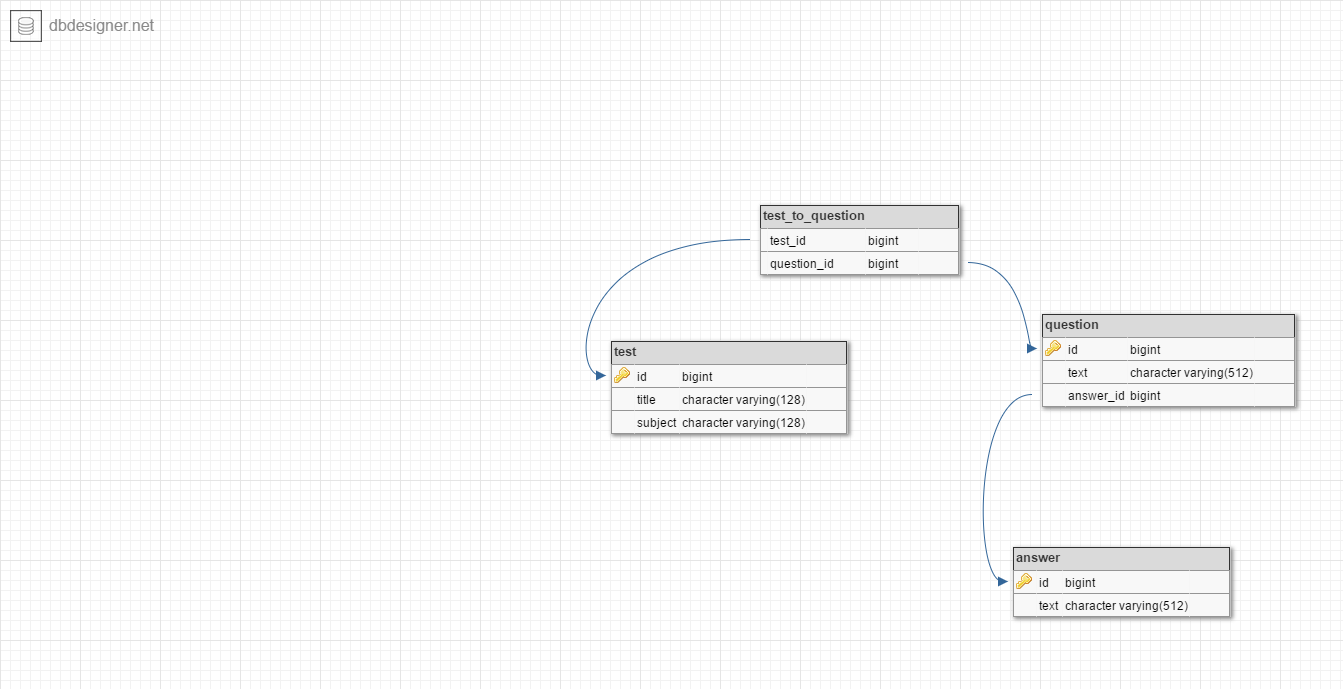 dbdesigner.net
test_to_question
test_id bigint
question_id bigint
question
id bigint
text character varying(512)
answer_id bigint
test
id bigint
title character varying(128)
subject character varying(128)
answer
id bigint
text character varying(512)